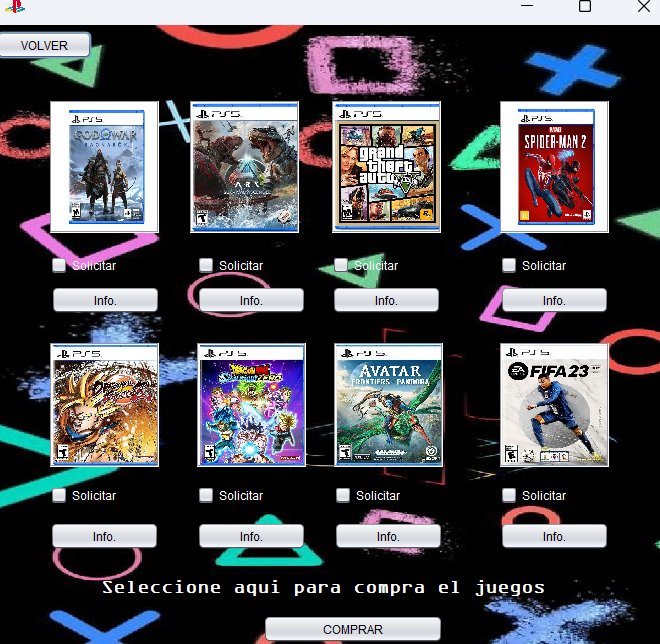 VOLVER
PS5
PS5
PS5
PS5
GOD OF WAR
RAGNARÖK
ARK
grand
theft
auto V
MARVEL
SPIDER-MAN 2
Solicitar Solicitar Solicitar Solicitar
Info. Info. Info. Info.
PS5
PS5
PS5
PS5
AVATAR
FRONTIERS PANDORA
EA SPORTS
FIFA 23
Solicitar Solicitar Solicitar Solicitar
Info. Info. Info. Info.
Seleccione aqui para compra el juegos
COMPRAR